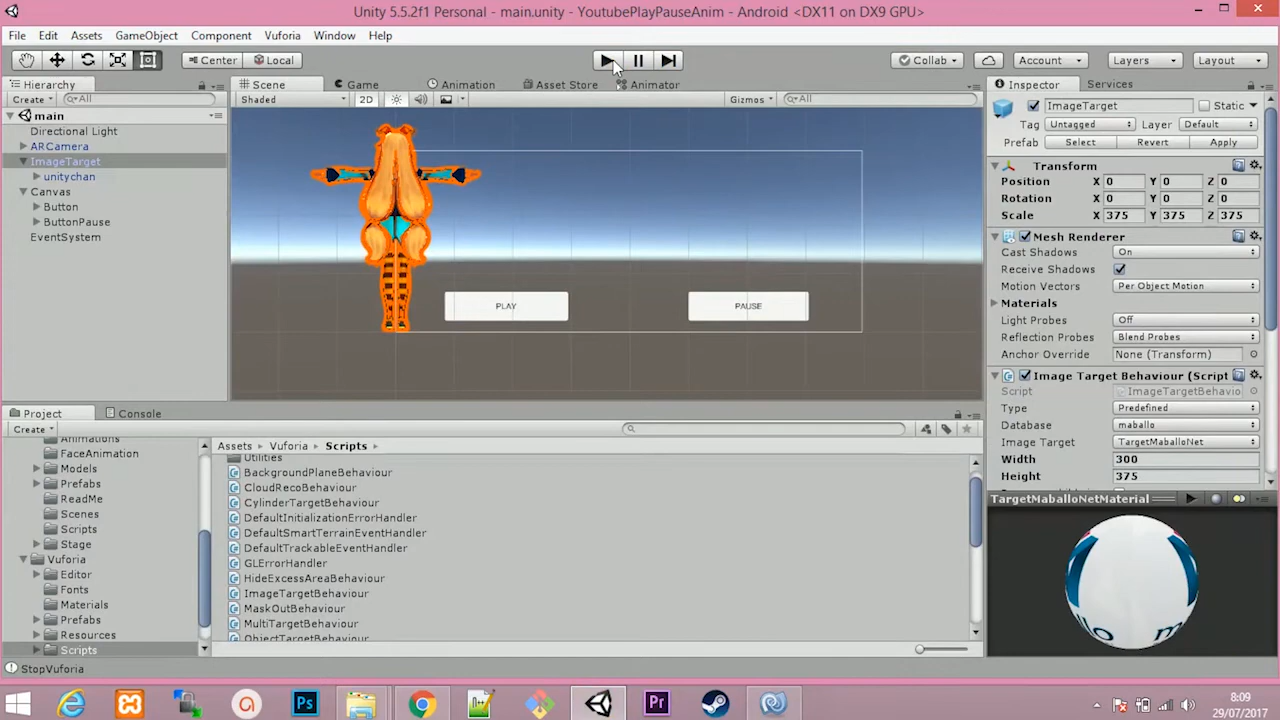 Unity 5.5.2f1 Personal - main.unity - YoutubePlayPauseAnim - Android <DX11 on DX9 GPU>
File Edit Assets GameObject Component Vuforia Window Help
Center Local Collab Account Layers Layout
Hierarchy
Create All
main
Directional Light
ARCamera
ImageTarget
unitychan
Canvas
Button
ButtonPause
EventSystem
Scene Game Animation Asset Store Animator
Shaded 2D Gizmos All
PLAY PAUSE
Inspector Services
ImageTarget Static
Tag Untagged Layer Default
Prefab Select Revert Apply
Transform
Position X 0 Y 0 Z 0
Rotation X 0 Y 0 Z 0
Scale X 375 Y 375 Z 375
Mesh Renderer
Cast Shadows On
Receive Shadows
Motion Vectors Per Object Motion
Materials
Light Probes Off
Reflection Probes Blend Probes
Anchor Override None (Transform)
Image Target Behaviour (Script
Script ImageTargetBehavio
Type Predefined
Database maballo
Image Target TargetMaballoNet
Width 300
Height 375
TargetMaballoNetMaterial
llo m
Project Console
Create
Animations
FaceAnimation
Models
Prefabs
ReadMe
Scenes
Scripts
Stage
Vuforia
Editor
Fonts
Materials
Prefabs
Resources
Scripts
Assets Vuforia Scripts
Utilities
BackgroundPlaneBehaviour
CloudRecoBehaviour
CylinderTargetBehaviour
DefaultInitializationErrorHandler
DefaultSmartTerrainEventHandler
DefaultTrackableEventHandler
GLErrorHandler
HideExcessAreaBehaviour
ImageTargetBehaviour
MaskOutBehaviour
MultiTargetBehaviour
ObjectTargetBehaviour
StopVuforia
Ps Pr
8:09
29/07/2017